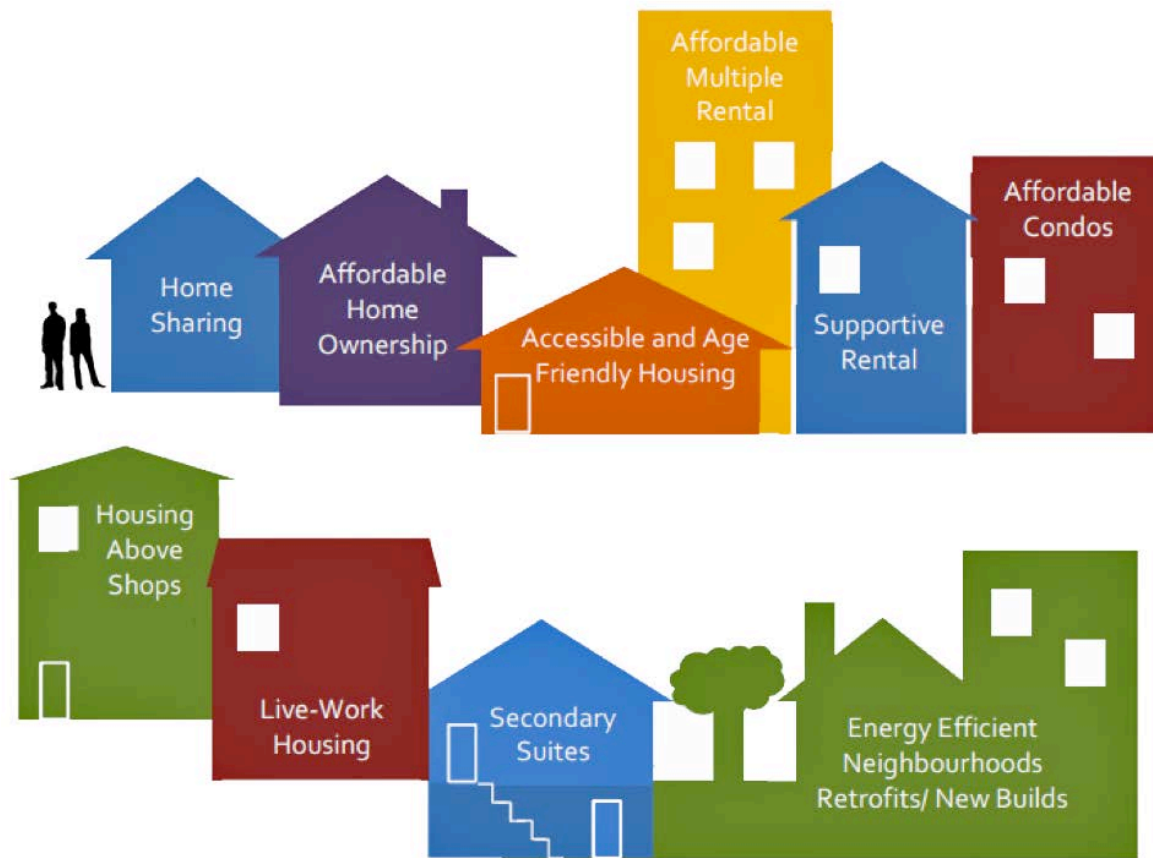 Affordable
Multiple
Rental
Home
Sharing
Affordable
Home
Ownership
Accessible and Age
Friendly Housing
Supportive
Rental
Affordable
Condos
Housing
Above
Shops
Live-Work
Housing
Secondary
Suites
Energy Efficient
Neighbourhoods
Retrofits/ New Builds